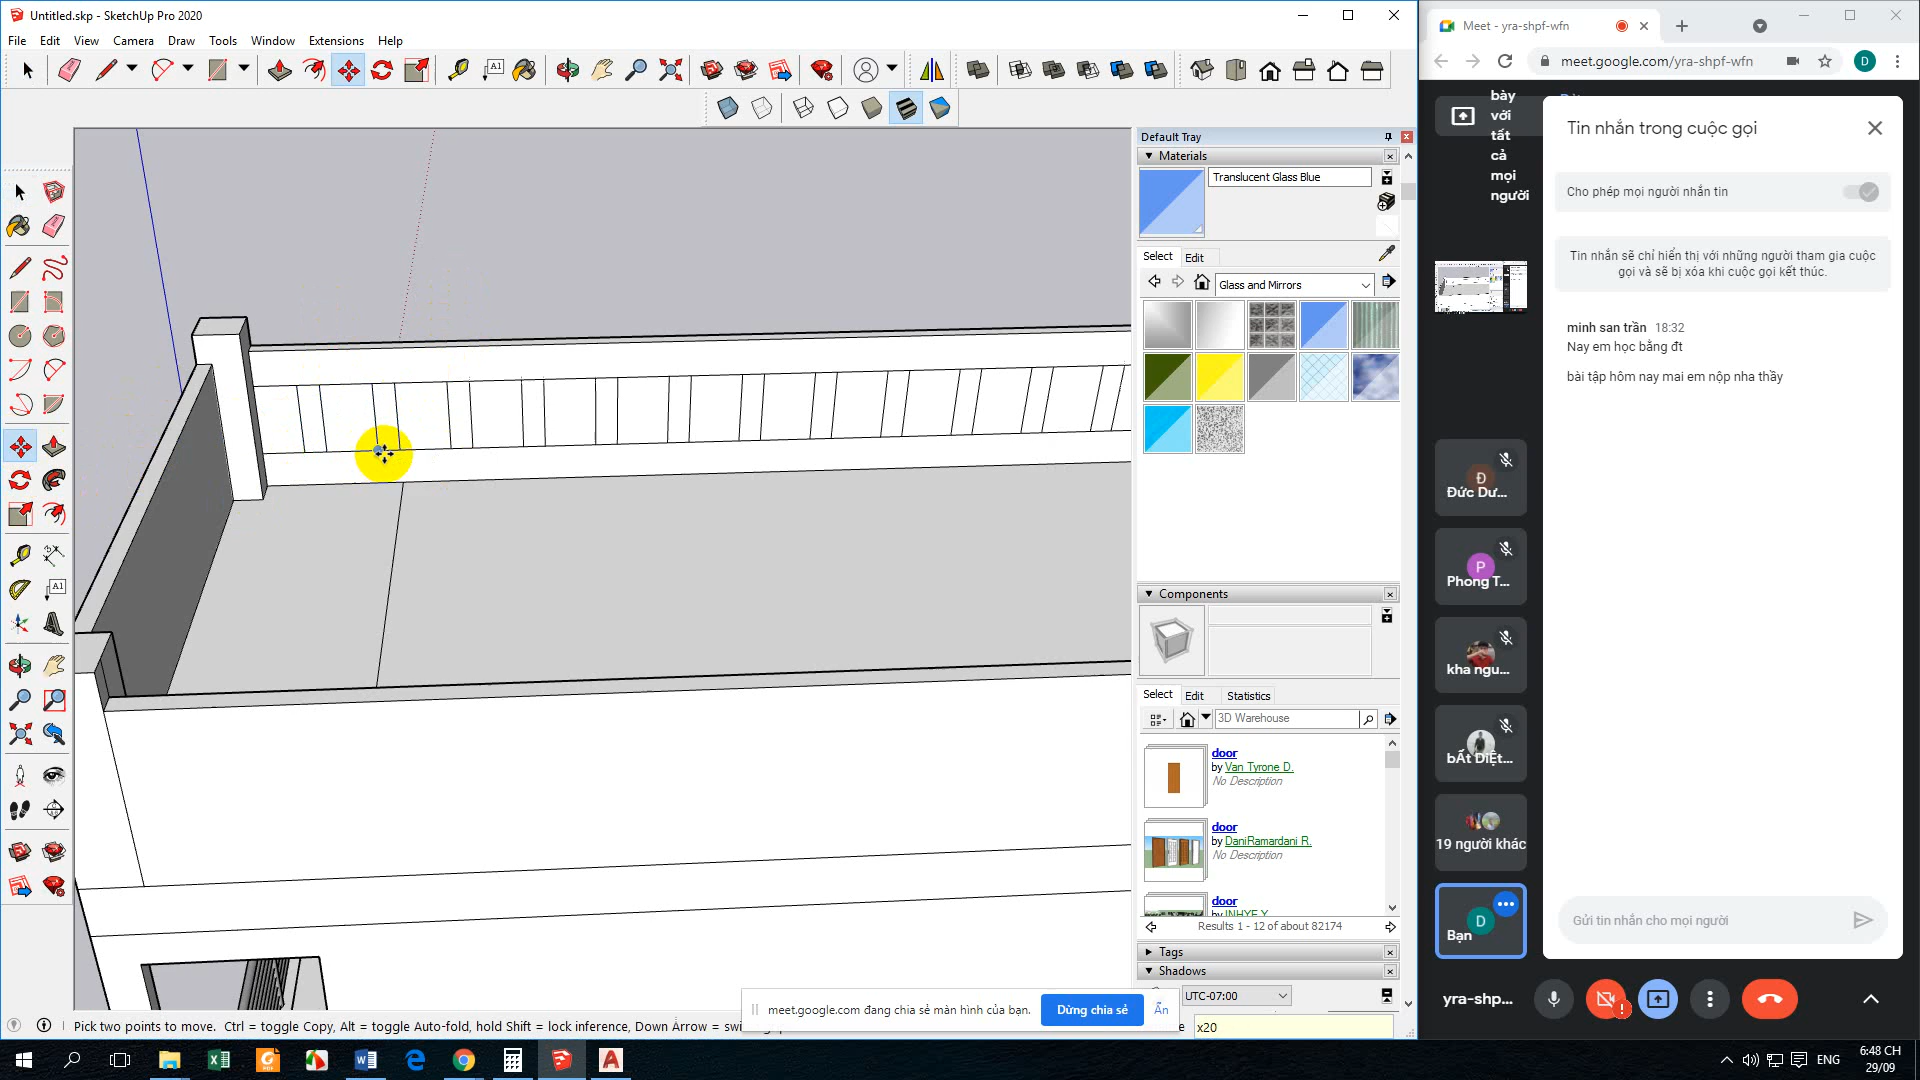 Untitled.skp - SketchUp Pro 2020
File Edit View Camera Draw Tools Window Extensions Help
A1
Default Tray
Materials
Translucent Glass Blue
Select Edit
Glass and Mirrors
A1
Components
Select Edit Statistics
3D Warehouse
door
by Van Tyrone D.
No Description
door
by DaniRamardani R.
No Description
door
by INHYE Y.
Results 1 - 12 of about 82174
Tags
Shadows
UTC-07:00
Pick two points to move. Ctrl = toggle Copy, Alt = toggle Auto-fold, hold Shift = lock inference, Down Arrow = swi
x20
meet.google.com đang chia sẻ màn hình của bạn.
Dừng chia sẻ
Ẩn
Meet - yra-shpf-wfn
meet.google.com/yra-shpf-wfn
D
bày
với
tất
cả
mọi
người
Tin nhắn trong cuộc gọi
Cho phép mọi người nhắn tin
Tin nhắn sẽ chỉ hiển thị với những người tham gia cuộc
gọi và sẽ bị xóa khi cuộc gọi kết thúc.
minh san trần 18:32
Nay em học bằng đt
bài tập hôm nay mai em nộp nha thầy
Đ
Đức Dư...
P
Phong T...
kha ngu...
bẤt DiỆt...
19 người khác
D
Bạn
Gửi tin nhắn cho mọi người
yra-shp...
ENG
6:48 CH
29/09